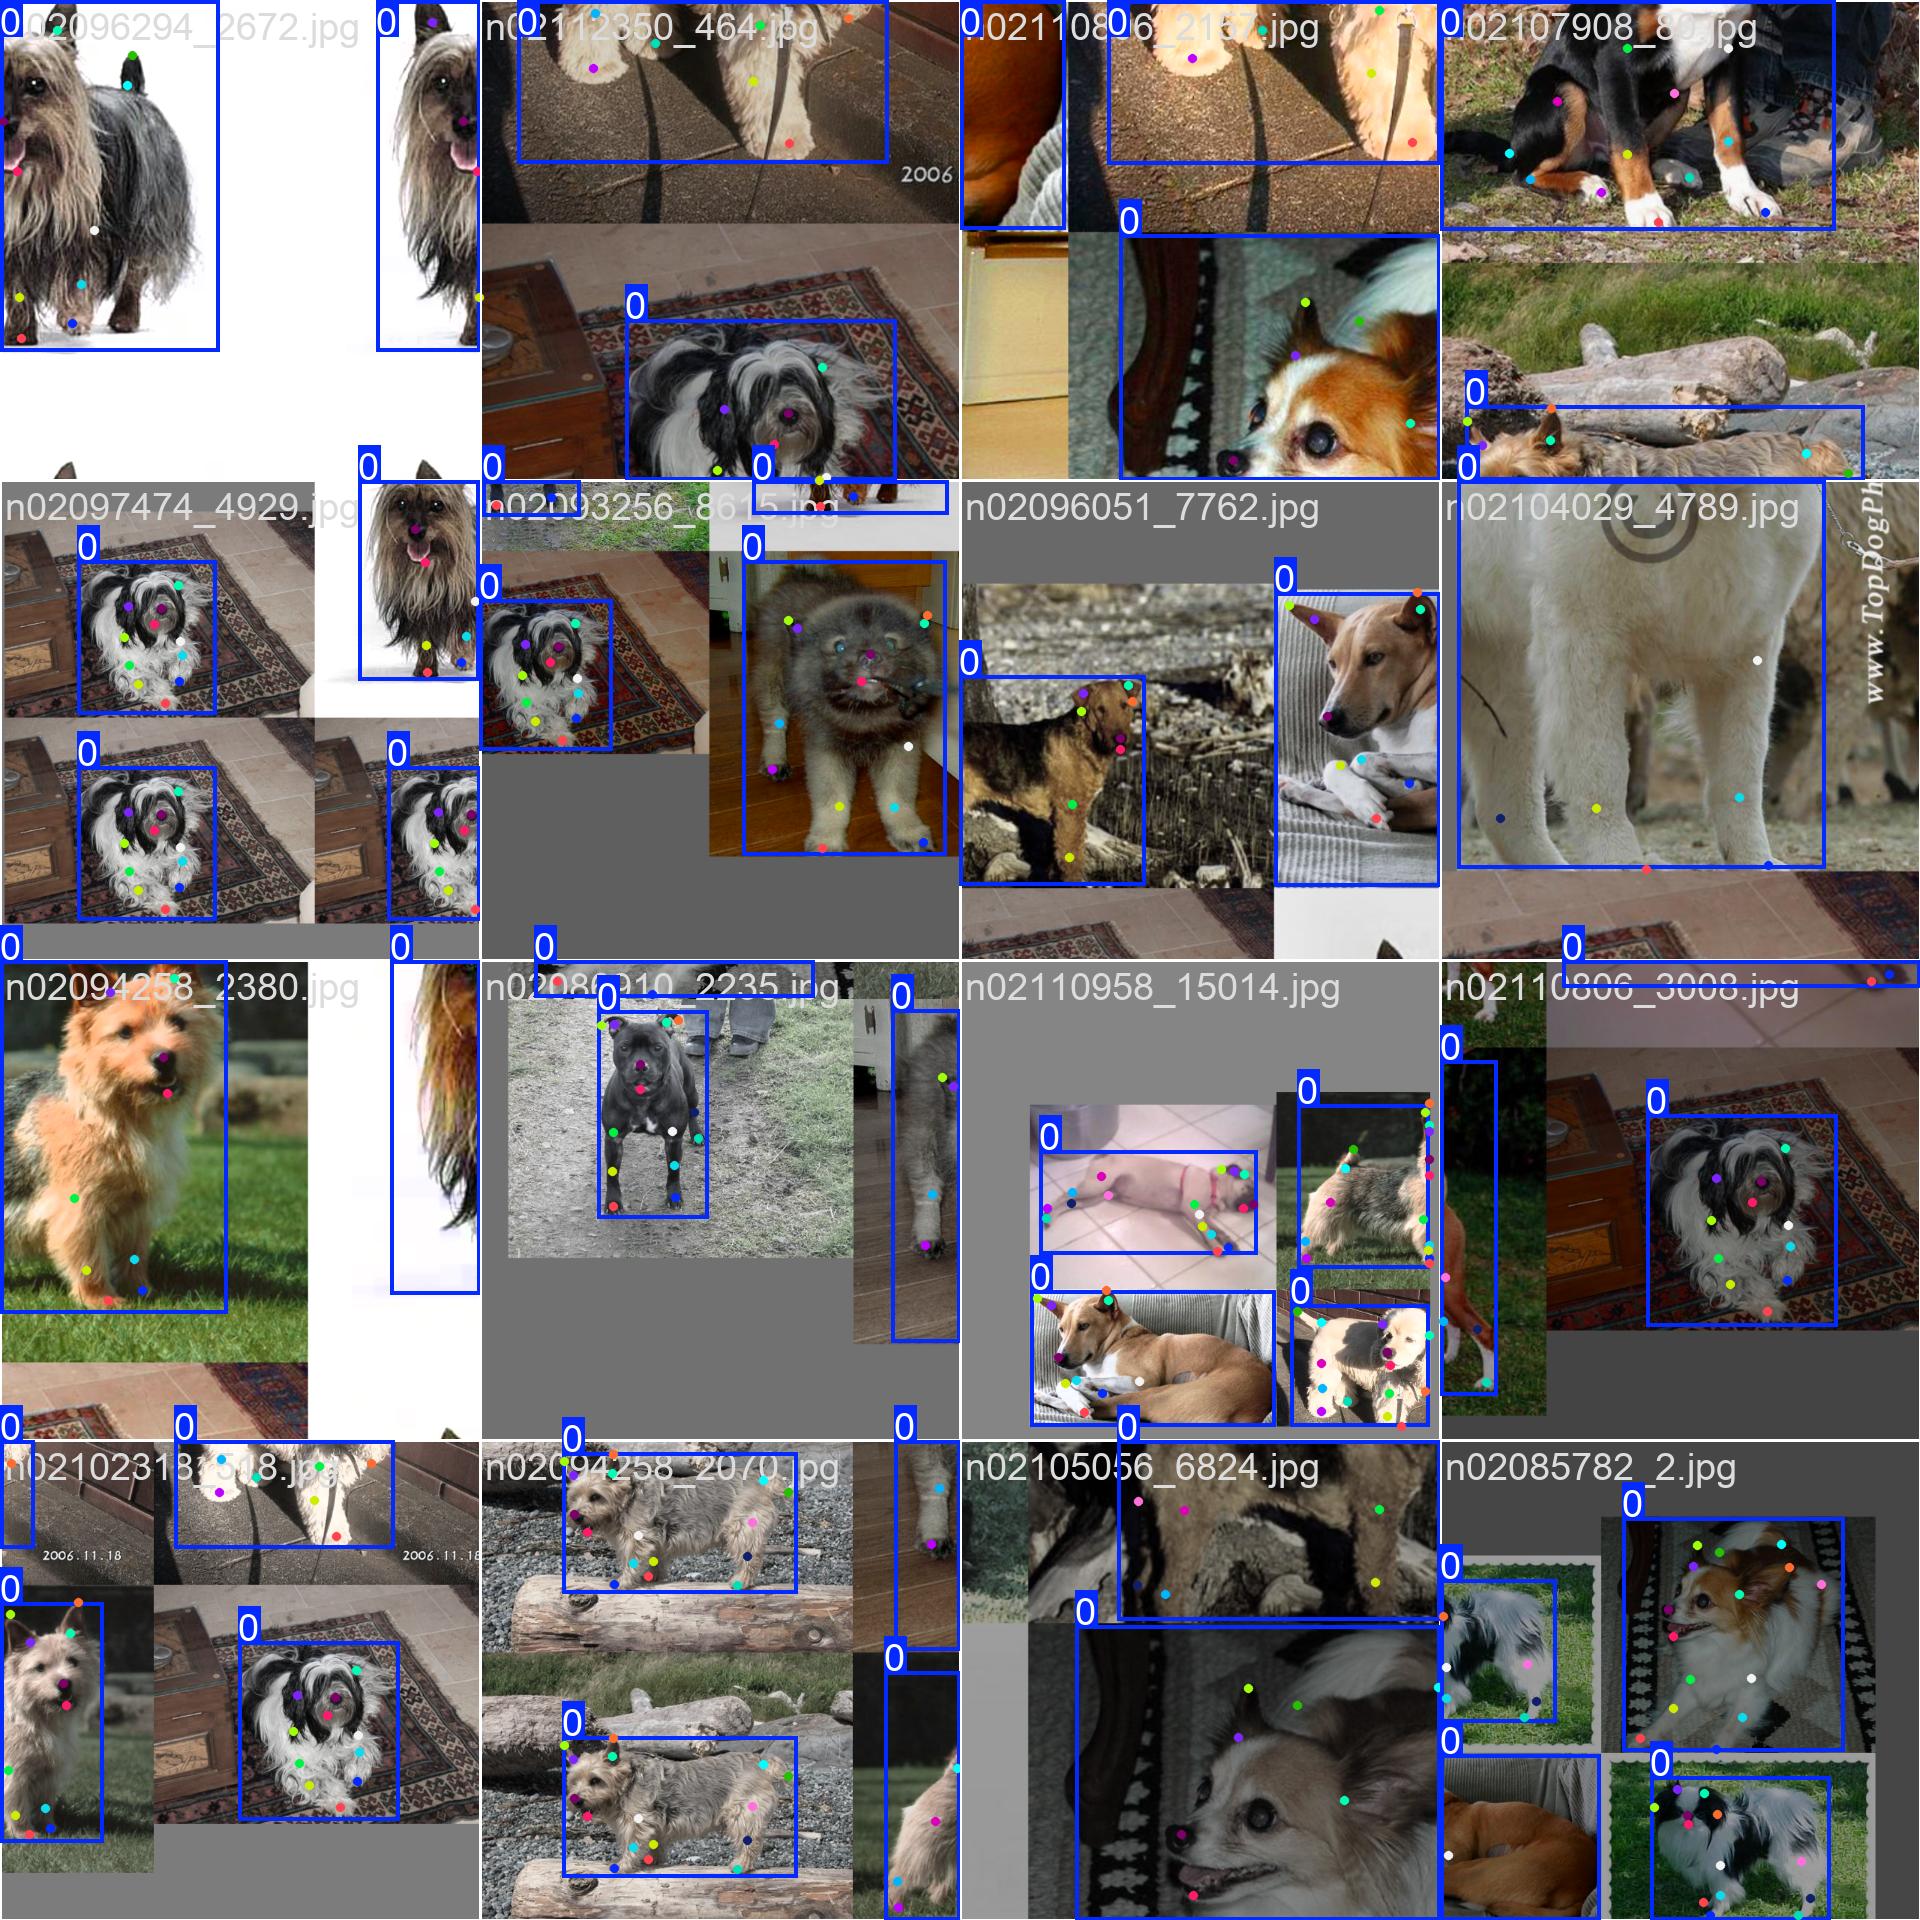 0 n02096294_2672.jpg 0
0 n02112350_464.jpg
2006
0
0 n02110806_2157.jpg
0
0 n02107908_86.jpg
0
0
n02097474_4929.jpg 0
0
0 0
0 n02093256_8615.jpg 0
0 0
n02096051_7762.jpg
0 0
n02104029_4789.jpg
www.TopDogPh
0
0 n02094258_2380.jpg 0
0 n02086910_2235.jpg
0 0
n02110958_15014.jpg
0 0
0 0
0 n02110806_3008.jpg
0 0
0 n02102318_518.jpg 0
2006.11.18 2006.11.18
0 0
0 n02094258_2070.jpg 0
0 0
0 n02105056_6824.jpg
0
n02085782_2.jpg
0 0
0 0